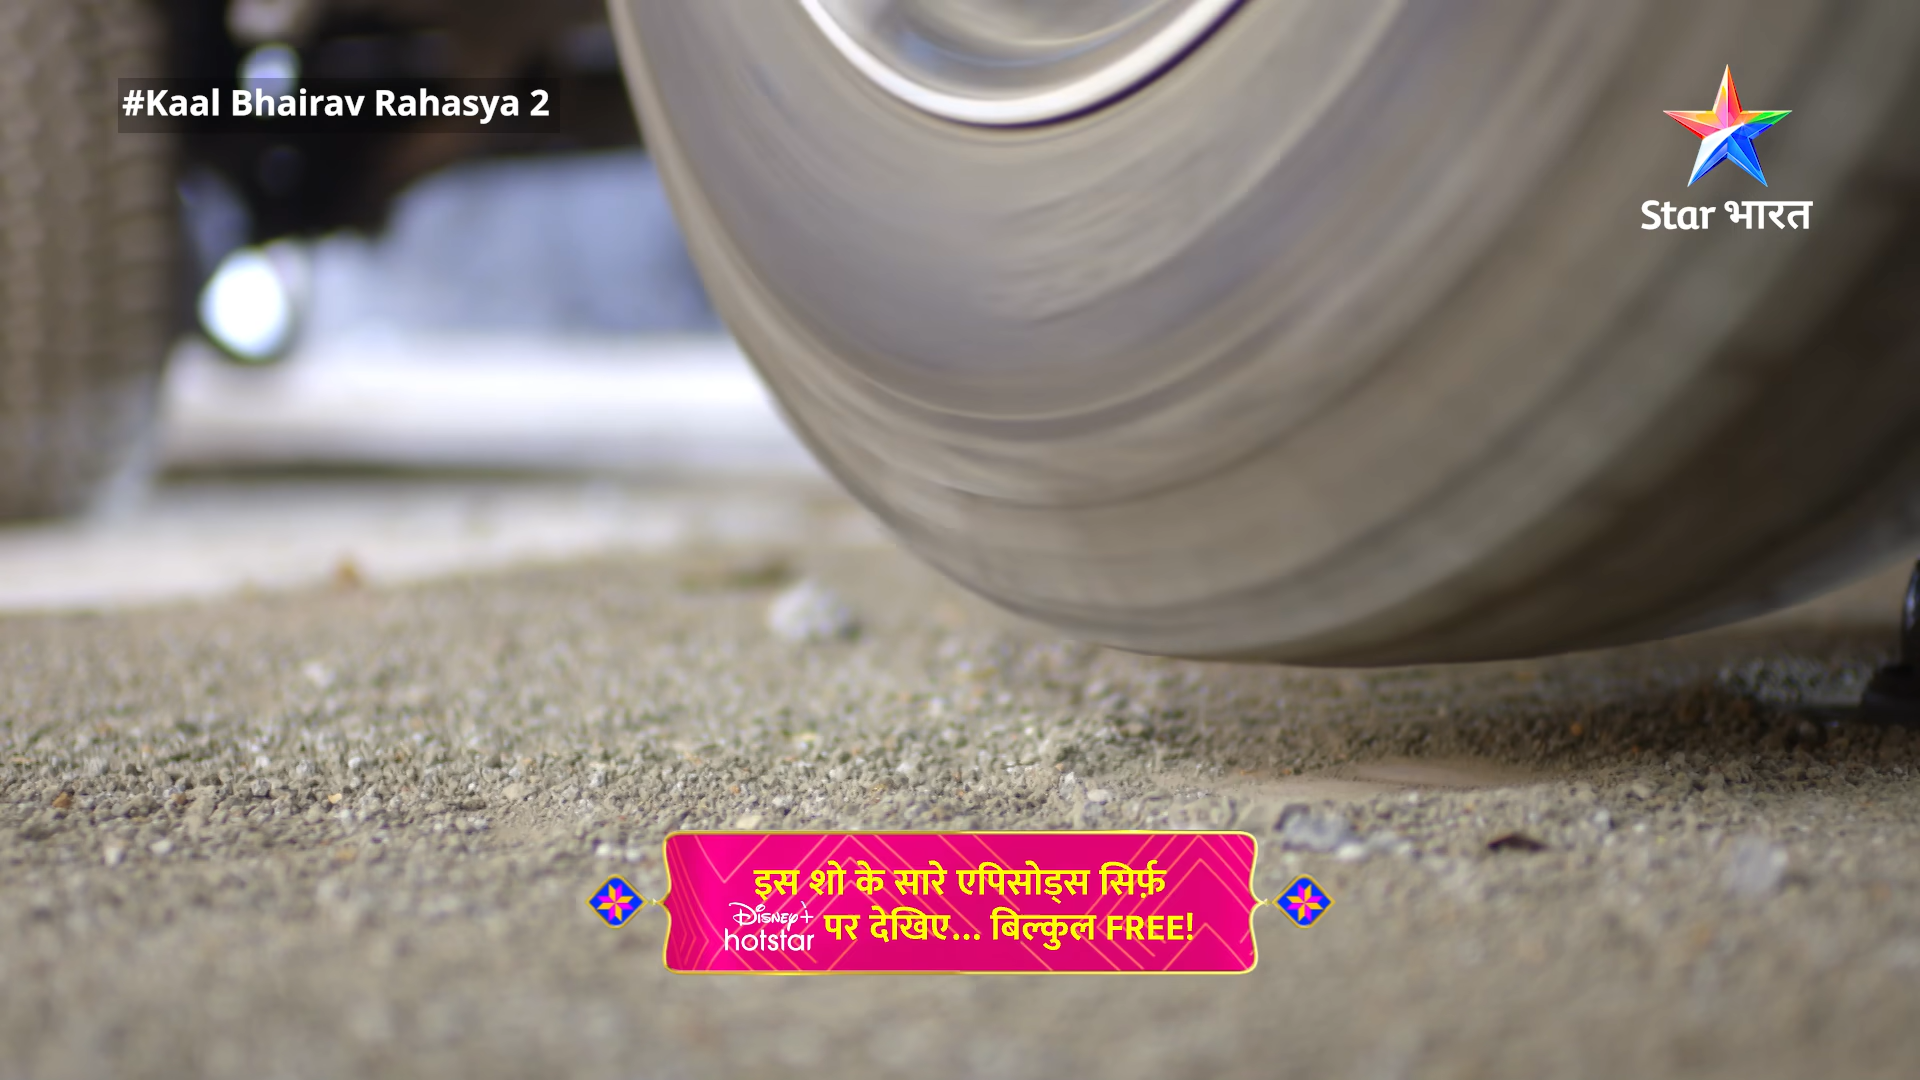 #Kaal Bhairav Rahasya 2
Star भारत
इस शो के सारे एपिसोड्स सिर्फ़
Disney+ hotstar पर देखिए... बिल्कुल FREE!